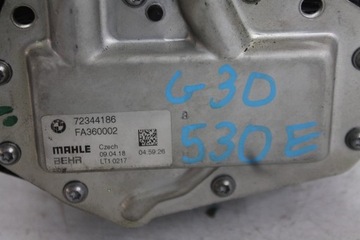 72344186
FA360002
MAHLE
BEHR
Czech
09.04.18
LT1 0217
04:59:26
G30
530E